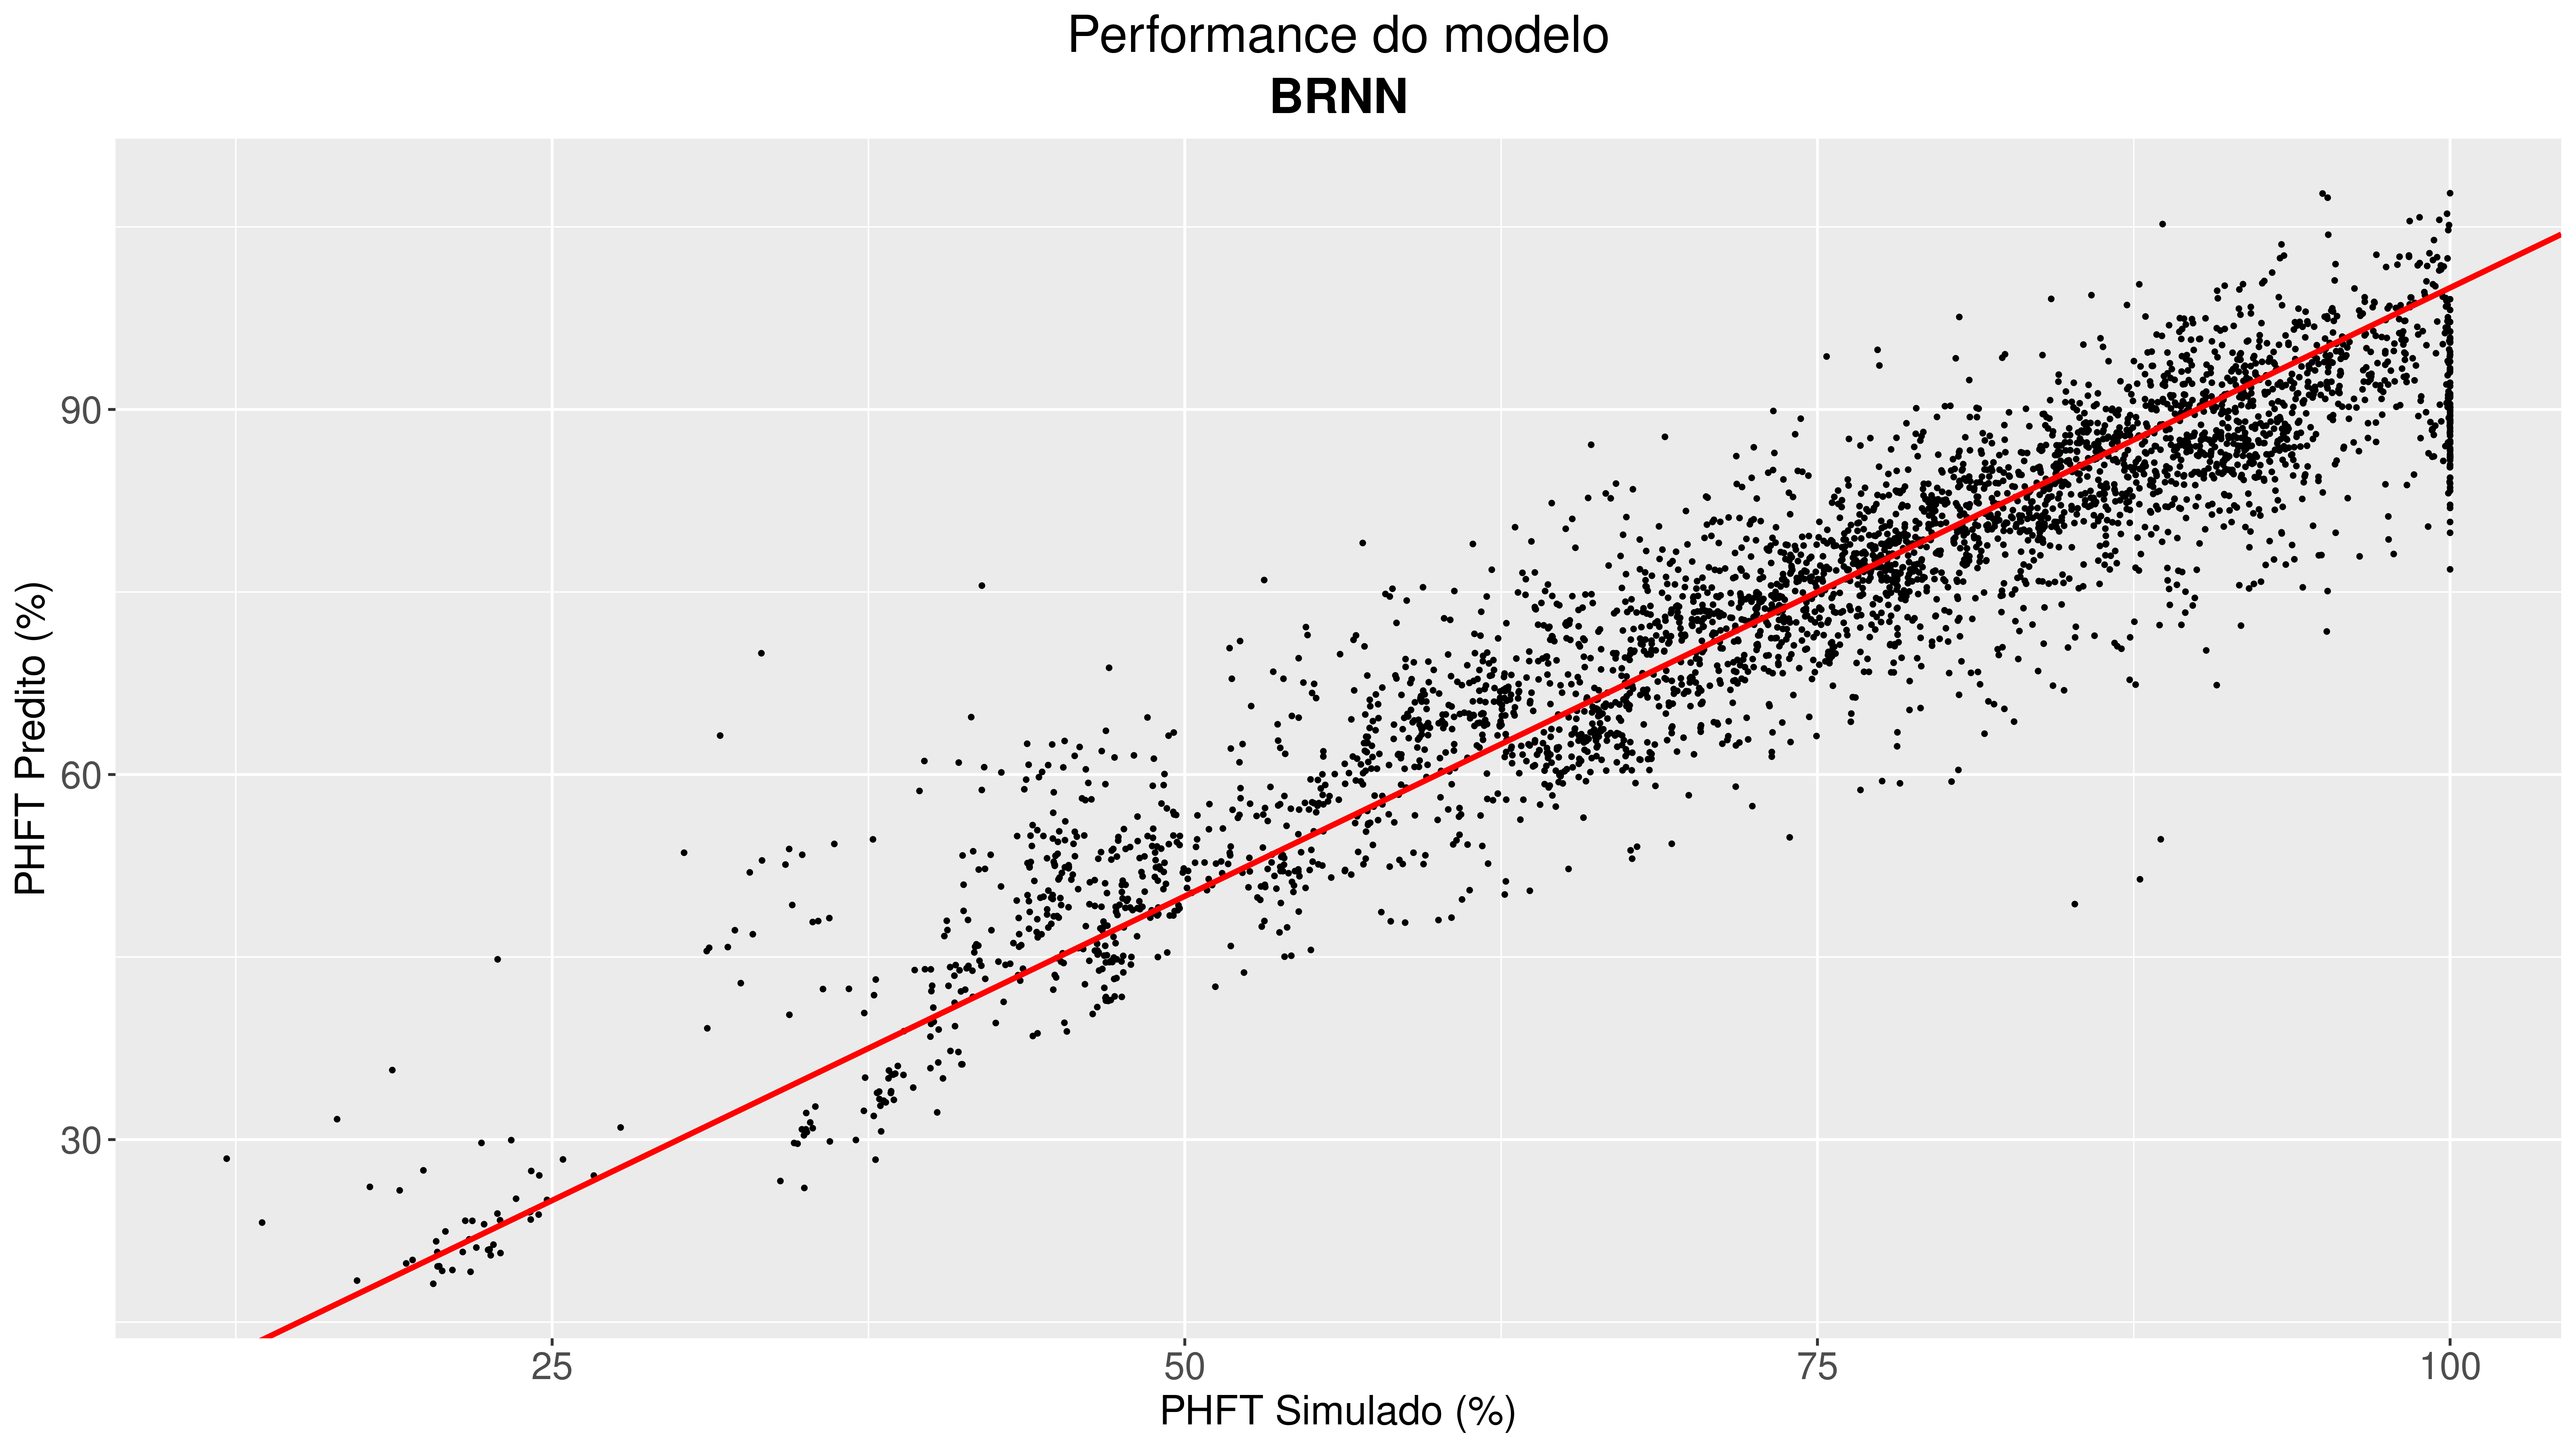 Performance do modelo
BRNN
PHFT Predito (%)
90
60
30
25 50 75 100
PHFT Simulado (%)